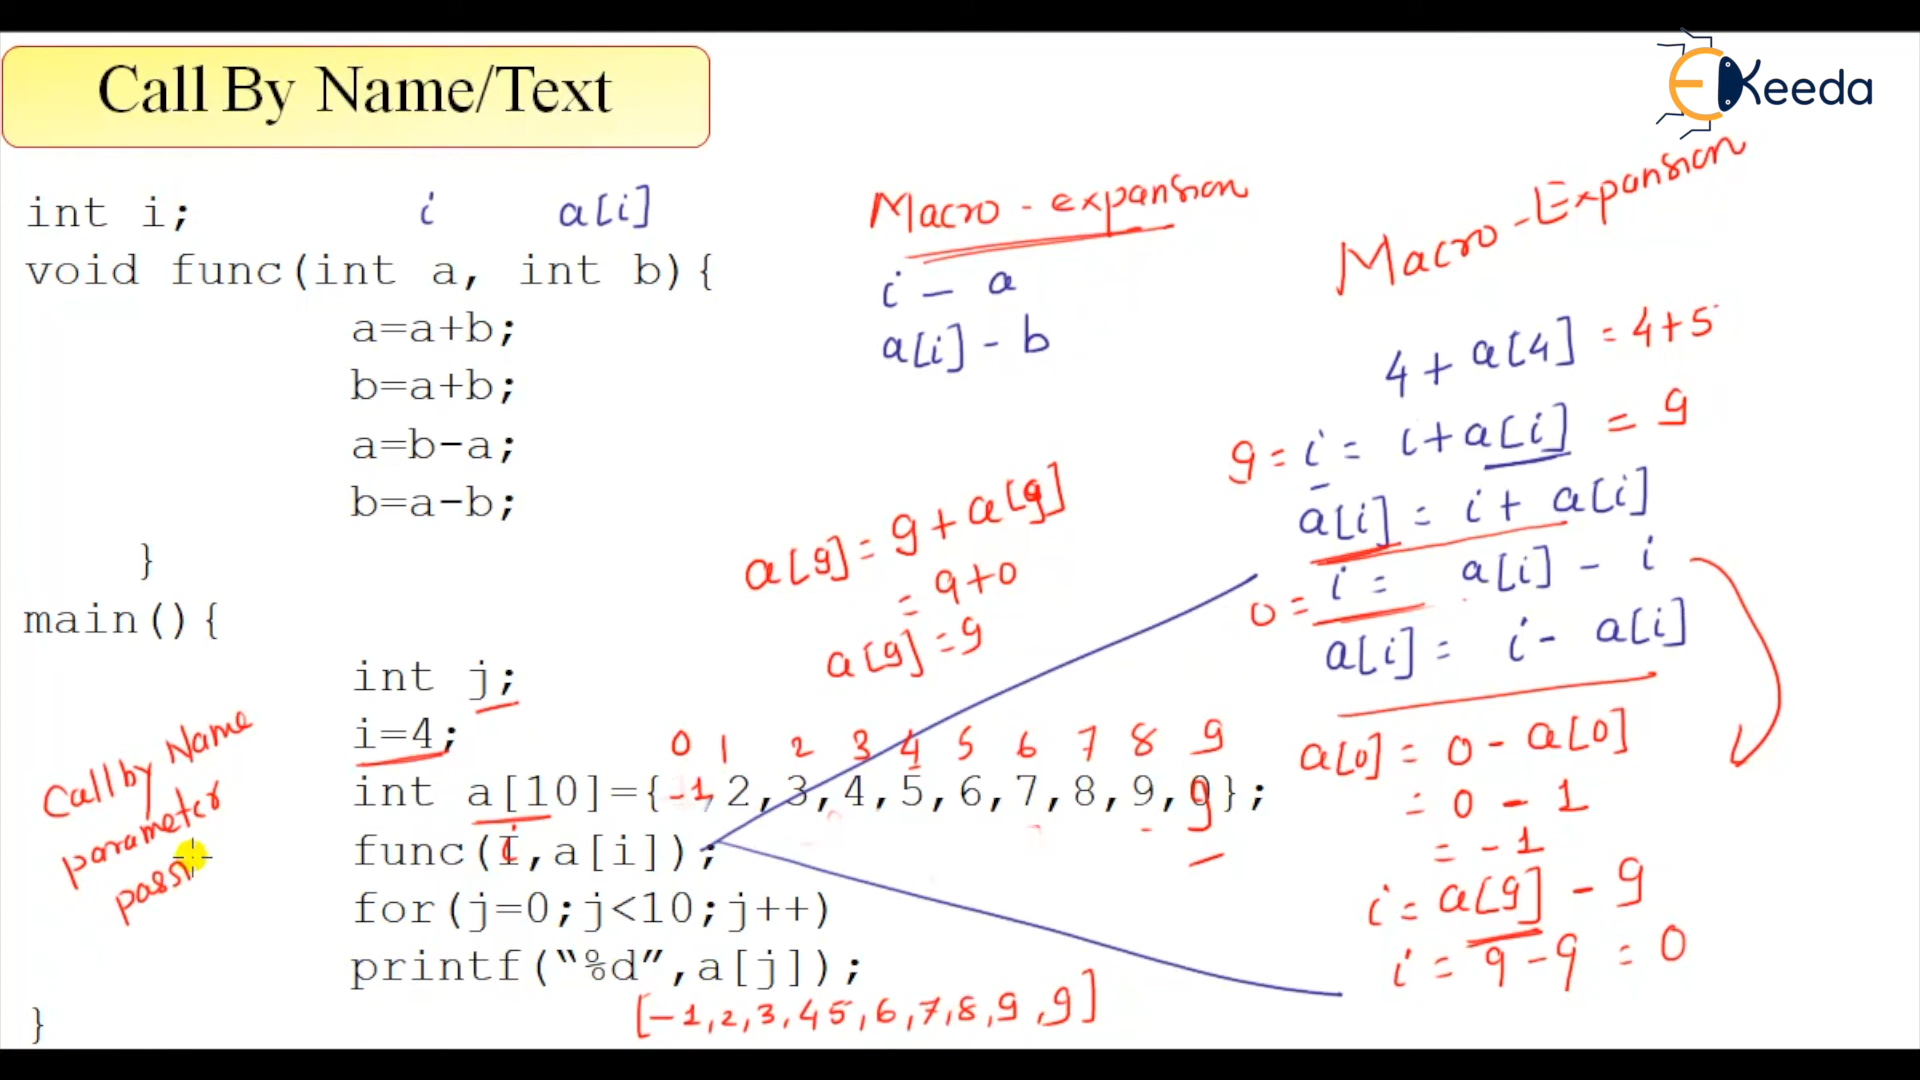 Call By Name/Text
EKeeda
int i;
i a[i]
void func(int a, int b){
a=a+b;
b=a+b;
a=b-a;
b=a-b;
}
main(){
int j;
i=4;
0 1 2 3 4 5 6 7 8 9
int a[10]={-1,2,3,4,5,6,7,8,9,9};
func(i,a[i]);
for(j=0;j<10;j++)
printf(“%d”,a[j]);
}
[-1,2,3,4 5,6,7,8,9,9]
Call by Name
parameter
passi
Macro - expansion
i - a
a[i] - b
a[9] = 9 + a[9]
= 9+0
a[9] = 9
Macro - Expansion
4 + a[4] = 4+5
9 = i = i + a[i] = 9
a[i] = i + a[i]
0 = i = a[i] - i
a[i] = i - a[i]
a[0] = 0 - a[0]
= 0 - 1
= -1
i = a[9] - 9
i = 9 - 9 = 0